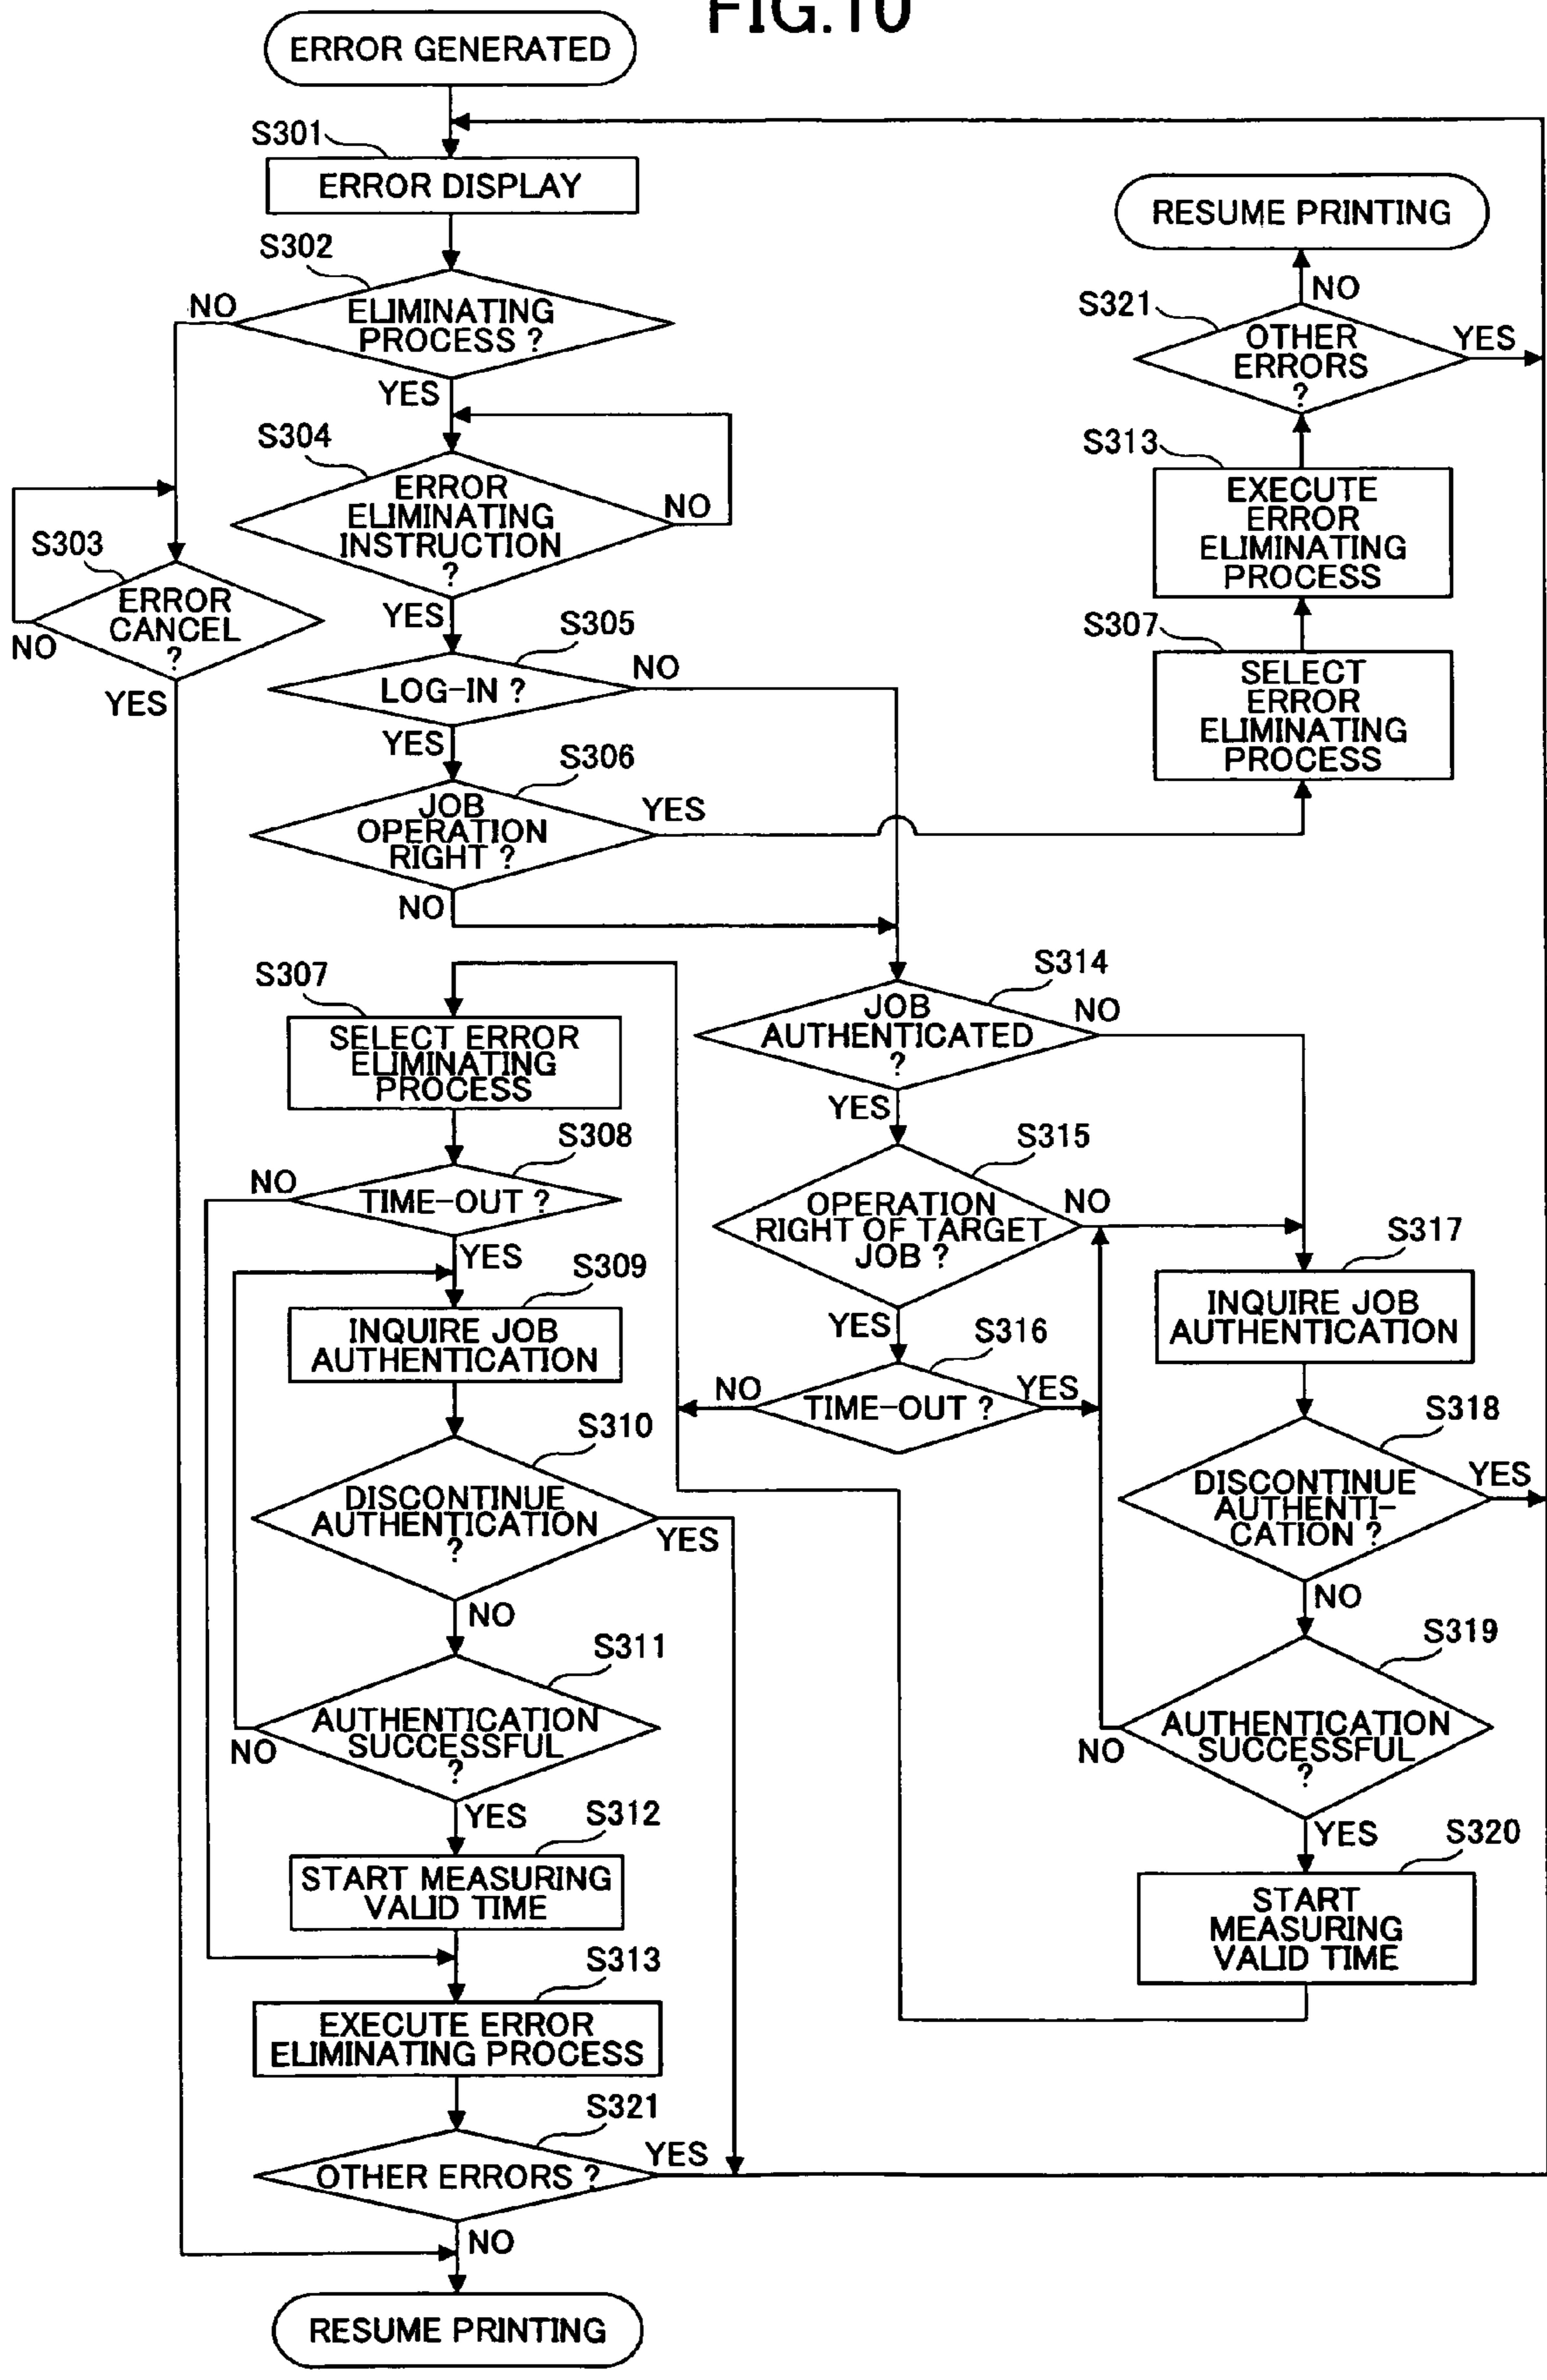 FIG.10
ERROR GENERATED
S301
ERROR DISPLAY
S302
ELIMINATING
PROCESS ?
NO
YES
S304
ERROR
ELIMINATING
INSTRUCTION
?
NO
YES
S303
ERROR
CANCEL
?
NO
YES
S305
LOG-IN ?
NO
YES
S306
JOB
OPERATION
RIGHT ?
YES
NO
RESUME PRINTING
NO
S321
OTHER
ERRORS
?
YES
S313
EXECUTE
ERROR
ELIMINATING
PROCESS
S307
SELECT
ERROR
ELIMINATING
PROCESS
S307
SELECT ERROR
ELIMINATING
PROCESS
S308
TIME-OUT ?
NO
YES
S309
INQUIRE JOB
AUTHENTICATION
S310
DISCONTINUE
AUTHENTICATION
?
YES
NO
S311
AUTHENTICATION
SUCCESSFUL
?
NO
YES
S312
START MEASURING
VALID TIME
S313
EXECUTE ERROR
ELIMINATING PROCESS
S321
OTHER ERRORS ?
YES
NO
RESUME PRINTING
S314
JOB
AUTHENTICATED
?
NO
YES
S315
OPERATION
RIGHT OF TARGET
JOB ?
NO
YES
S316
TIME-OUT ?
NO
YES
S317
INQUIRE JOB
AUTHENTICATION
S318
DISCONTINUE
AUTHENTI-
CATION ?
YES
NO
S319
AUTHENTICATION
SUCCESSFUL
?
NO
YES
S320
START
MEASURING
VALID TIME